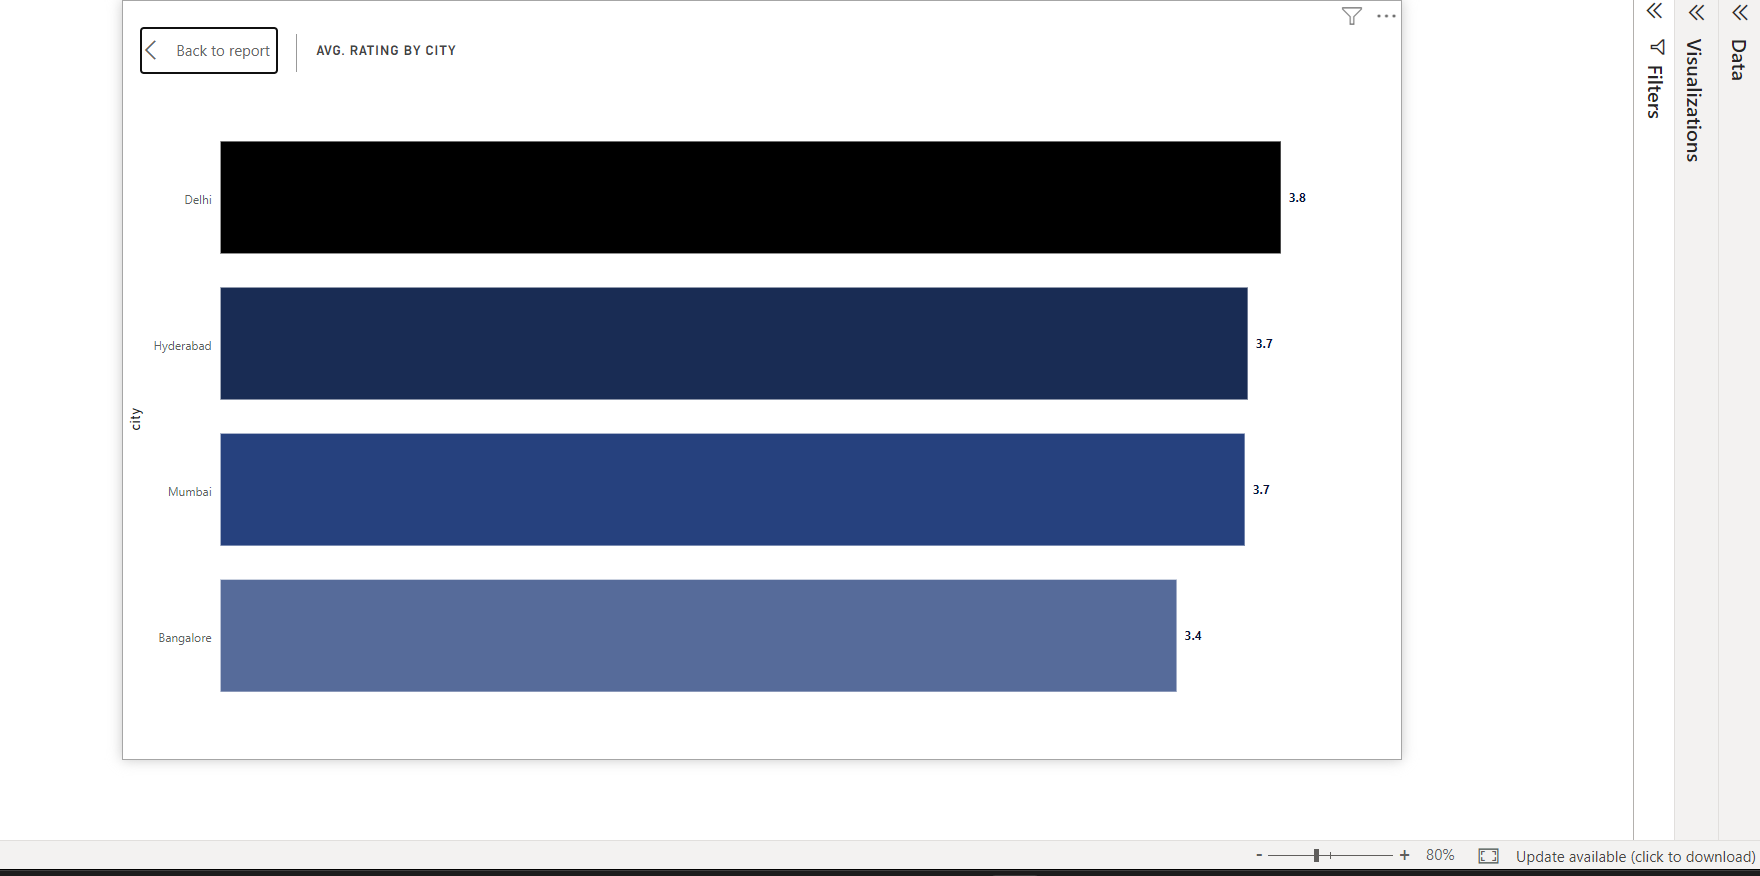 Back to report
AVG. RATING BY CITY
Delhi
3.8
Hyderabad
3.7
city
Mumbai
3.7
Bangalore
3.4
Filters
Visualizations
Data
- + 80%
Update available (click to download)